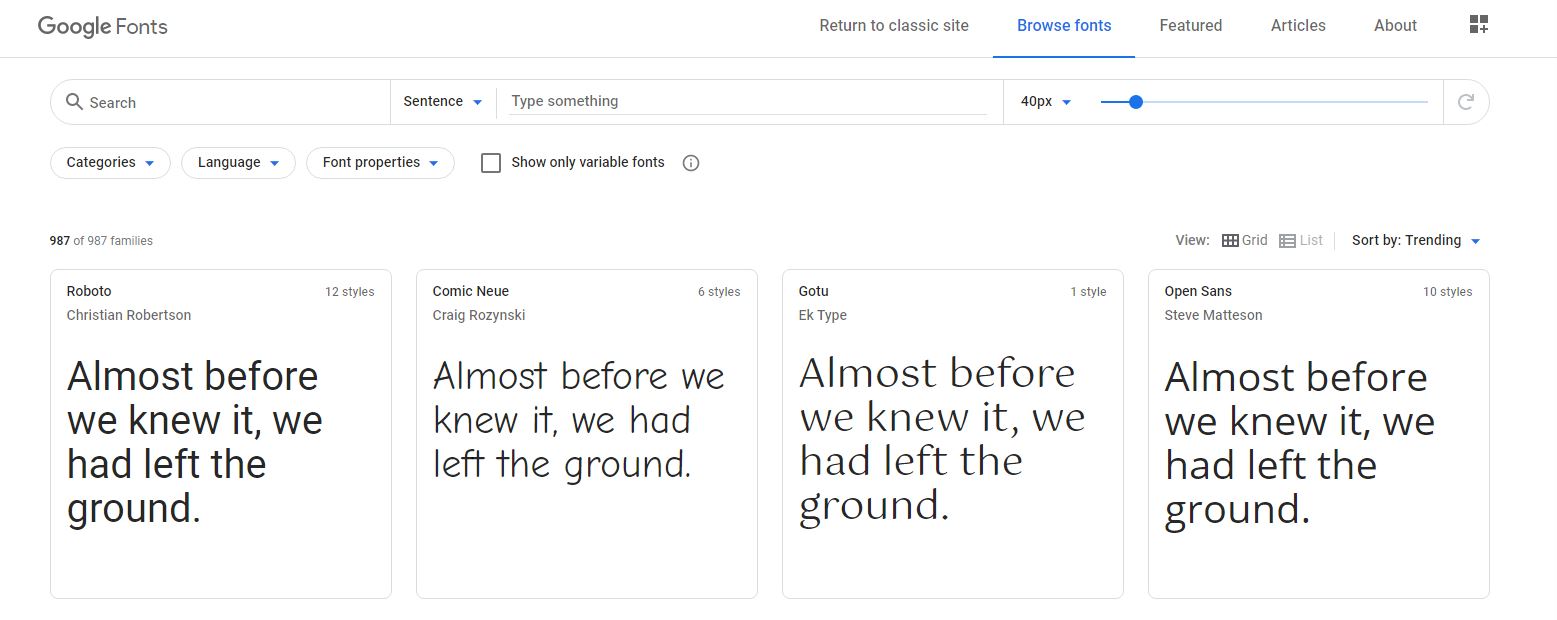 Google Fonts
Return to classic site
Browse fonts
Featured
Articles
About
Search
Sentence
Type something
40px
Categories
Language
Font properties
Show only variable fonts
987 of 987 families
View: Grid List
Sort by: Trending
Roboto
12 styles
Christian Robertson
Almost before
we knew it, we
had left the
ground.
Comic Neue
6 styles
Craig Rozynski
Almost before we
knew it, we had
left the ground.
Gotu
1 style
Ek Type
Almost before
we knew it, we
had left the
ground.
Open Sans
10 styles
Steve Matteson
Almost before
we knew it, we
had left the
ground.